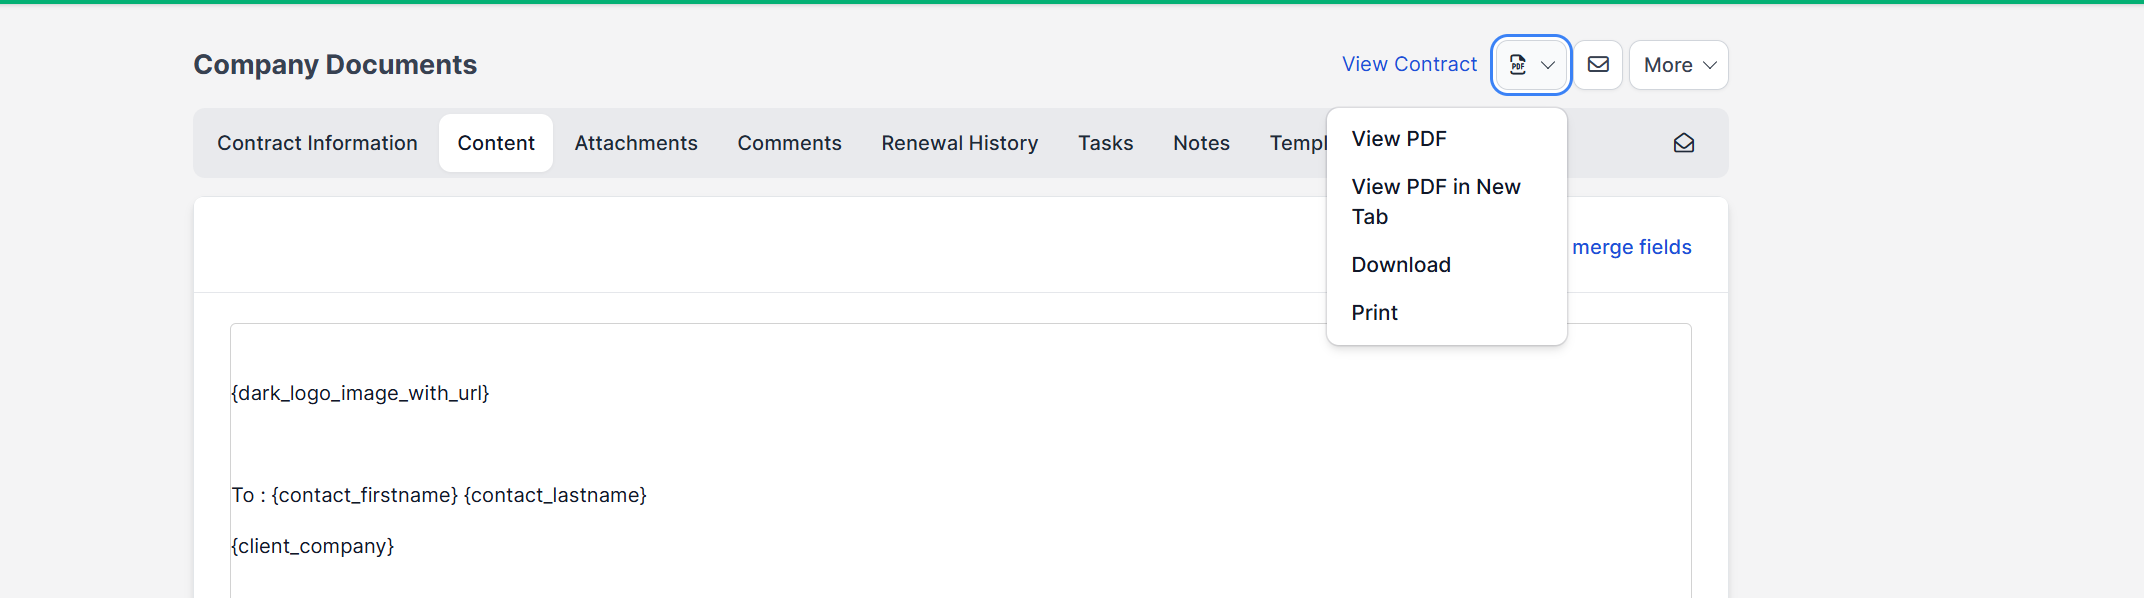 Company Documents
View Contract
PDF
More
Contract Information
Content
Attachments
Comments
Renewal History
Tasks
Notes
Templ
View PDF
View PDF in New
Tab
Download
Print
merge fields
{dark_logo_image_with_url}
To : {contact_firstname} {contact_lastname}
{client_company}